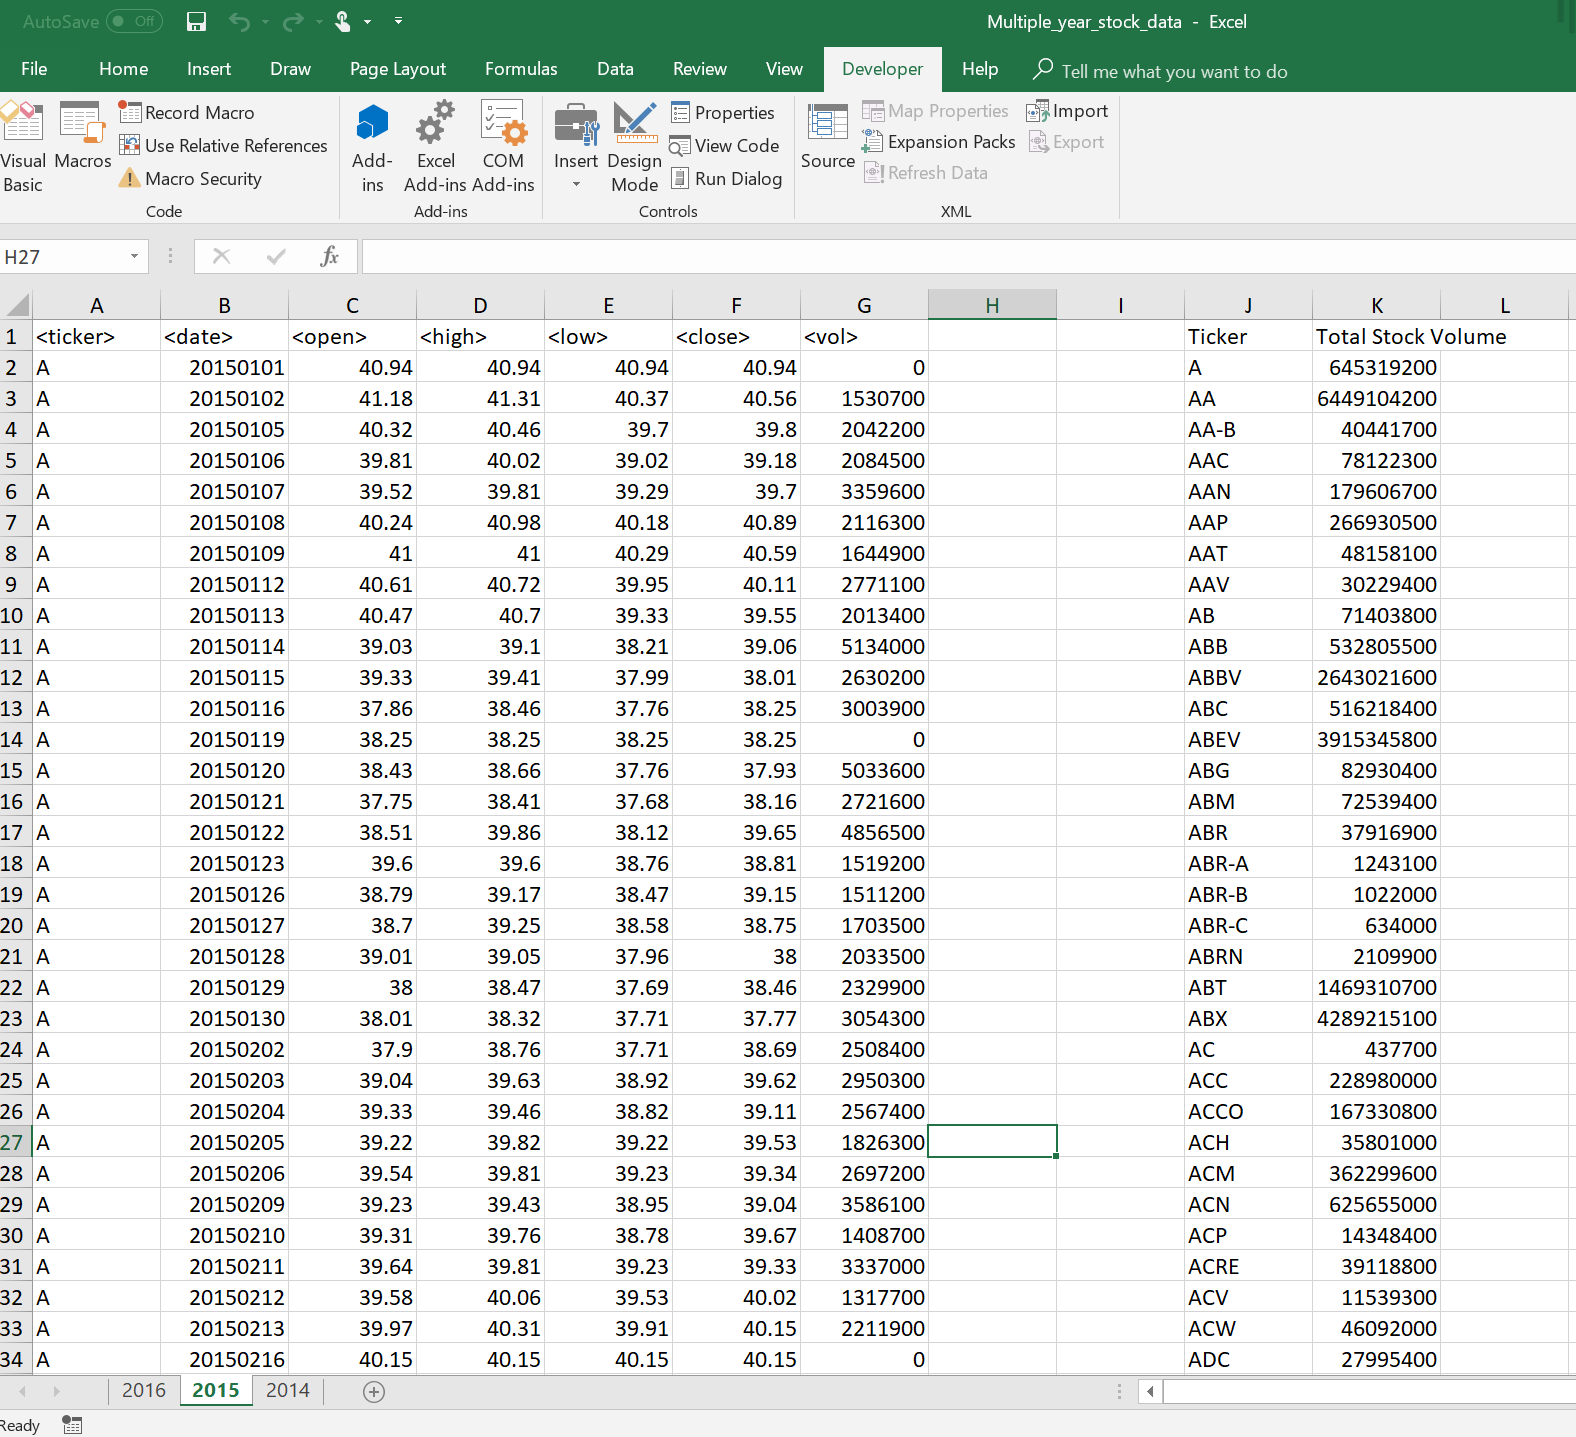 AutoSave Off Multiple_year_stock_data - Excel
File Home Insert Draw Page Layout Formulas Data Review View Developer Help Tell me what you want to do
Visual Basic Macros Record Macro Use Relative References Macro Security Add-ins Excel Add-ins COM Add-ins Insert Design Mode Properties View Code Run Dialog Source Map Properties Expansion Packs Refresh Data Import Export
Code Add-ins Controls XML
H27 fx
A B C D E F G H I J K L
1 <ticker> <date> <open> <high> <low> <close> <vol> Ticker Total Stock Volume
2 A 20150101 40.94 40.94 40.94 40.94 0 A 645319200
3 A 20150102 41.18 41.31 40.37 40.56 1530700 AA 6449104200
4 A 20150105 40.32 40.46 39.7 39.8 2042200 AA-B 40441700
5 A 20150106 39.81 40.02 39.02 39.18 2084500 AAC 78122300
6 A 20150107 39.52 39.81 39.29 39.7 3359600 AAN 179606700
7 A 20150108 40.24 40.98 40.18 40.89 2116300 AAP 266930500
8 A 20150109 41 41 40.29 40.59 1644900 AAT 48158100
9 A 20150112 40.61 40.72 39.95 40.11 2771100 AAV 30229400
10 A 20150113 40.47 40.7 39.33 39.55 2013400 AB 71403800
11 A 20150114 39.03 39.1 38.21 39.06 5134000 ABB 532805500
12 A 20150115 39.33 39.41 37.99 38.01 2630200 ABBV 2643021600
13 A 20150116 37.86 38.46 37.76 38.25 3003900 ABC 516218400
14 A 20150119 38.25 38.25 38.25 38.25 0 ABEV 3915345800
15 A 20150120 38.43 38.66 37.76 37.93 5033600 ABG 82930400
16 A 20150121 37.75 38.41 37.68 38.16 2721600 ABM 72539400
17 A 20150122 38.51 39.86 38.12 39.65 4856500 ABR 37916900
18 A 20150123 39.6 39.6 38.76 38.81 1519200 ABR-A 1243100
19 A 20150126 38.79 39.17 38.47 39.15 1511200 ABR-B 1022000
20 A 20150127 38.7 39.25 38.58 38.75 1703500 ABR-C 634000
21 A 20150128 39.01 39.05 37.96 38 2033500 ABRN 2109900
22 A 20150129 38 38.47 37.69 38.46 2329900 ABT 1469310700
23 A 20150130 38.01 38.32 37.71 37.77 3054300 ABX 4289215100
24 A 20150202 37.9 38.76 37.71 38.69 2508400 AC 437700
25 A 20150203 39.04 39.63 38.92 39.62 2950300 ACC 228980000
26 A 20150204 39.33 39.46 38.82 39.11 2567400 ACCO 167330800
27 A 20150205 39.22 39.82 39.22 39.53 1826300 ACH 35801000
28 A 20150206 39.54 39.81 39.23 39.34 2697200 ACM 362299600
29 A 20150209 39.23 39.43 38.95 39.04 3586100 ACN 625655000
30 A 20150210 39.31 39.76 38.78 39.67 1408700 ACP 14348400
31 A 20150211 39.64 39.81 39.23 39.33 3337000 ACRE 39118800
32 A 20150212 39.58 40.06 39.53 40.02 1317700 ACV 11539300
33 A 20150213 39.97 40.31 39.91 40.15 2211900 ACW 46092000
34 A 20150216 40.15 40.15 40.15 40.15 0 ADC 27995400
2016 2015 2014
Ready